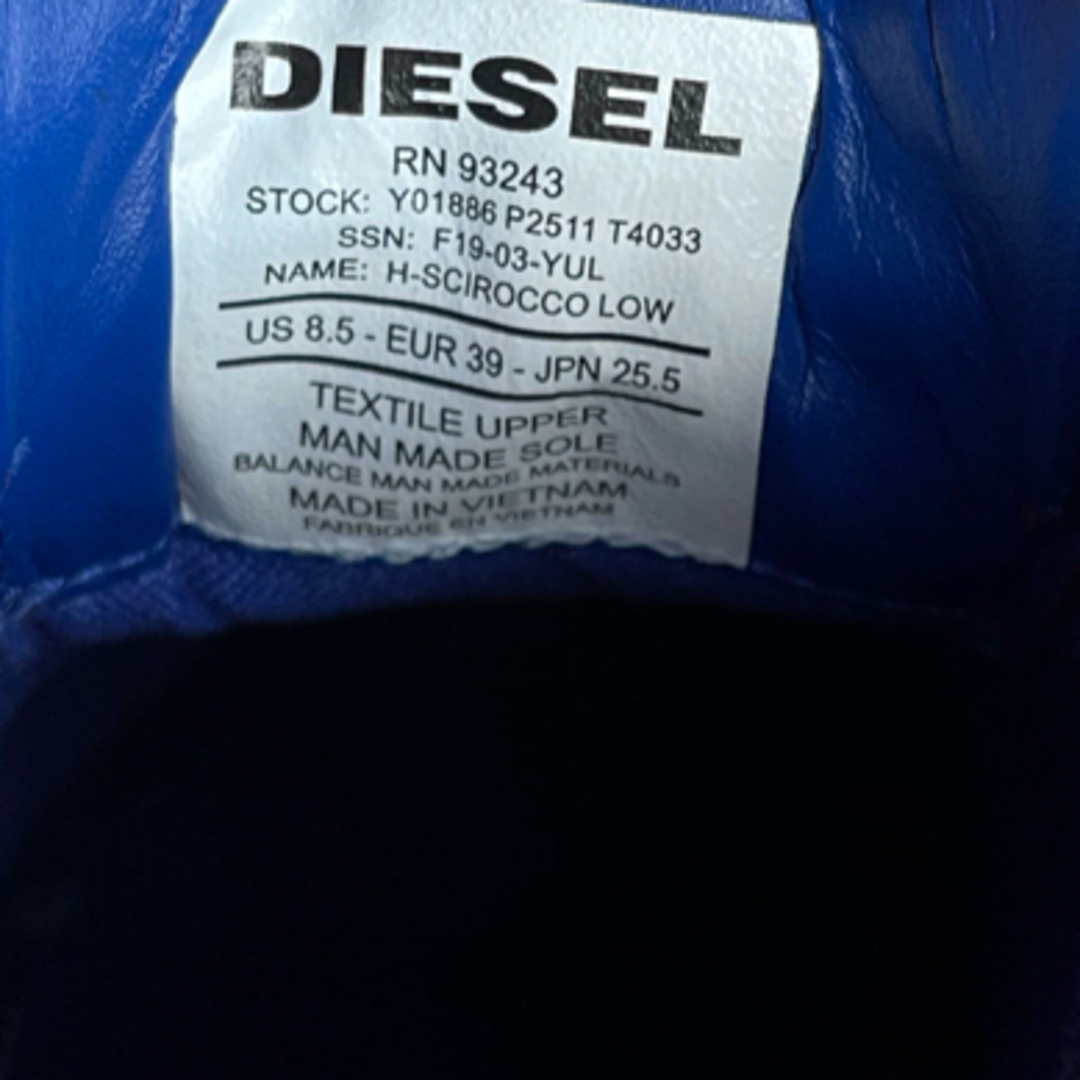 DIESEL
RN 93243
STOCK: Y01886 P2511 T4033
SSN: F19-03-YUL
NAME: H-SCIROCCO LOW
US 8.5 - EUR 39 - JPN 25.5
TEXTILE UPPER
MAN MADE SOLE
BALANCE MAN MADE MATERIALS
MADE IN VIETNAM
FABRIQUE EN VIETNAM